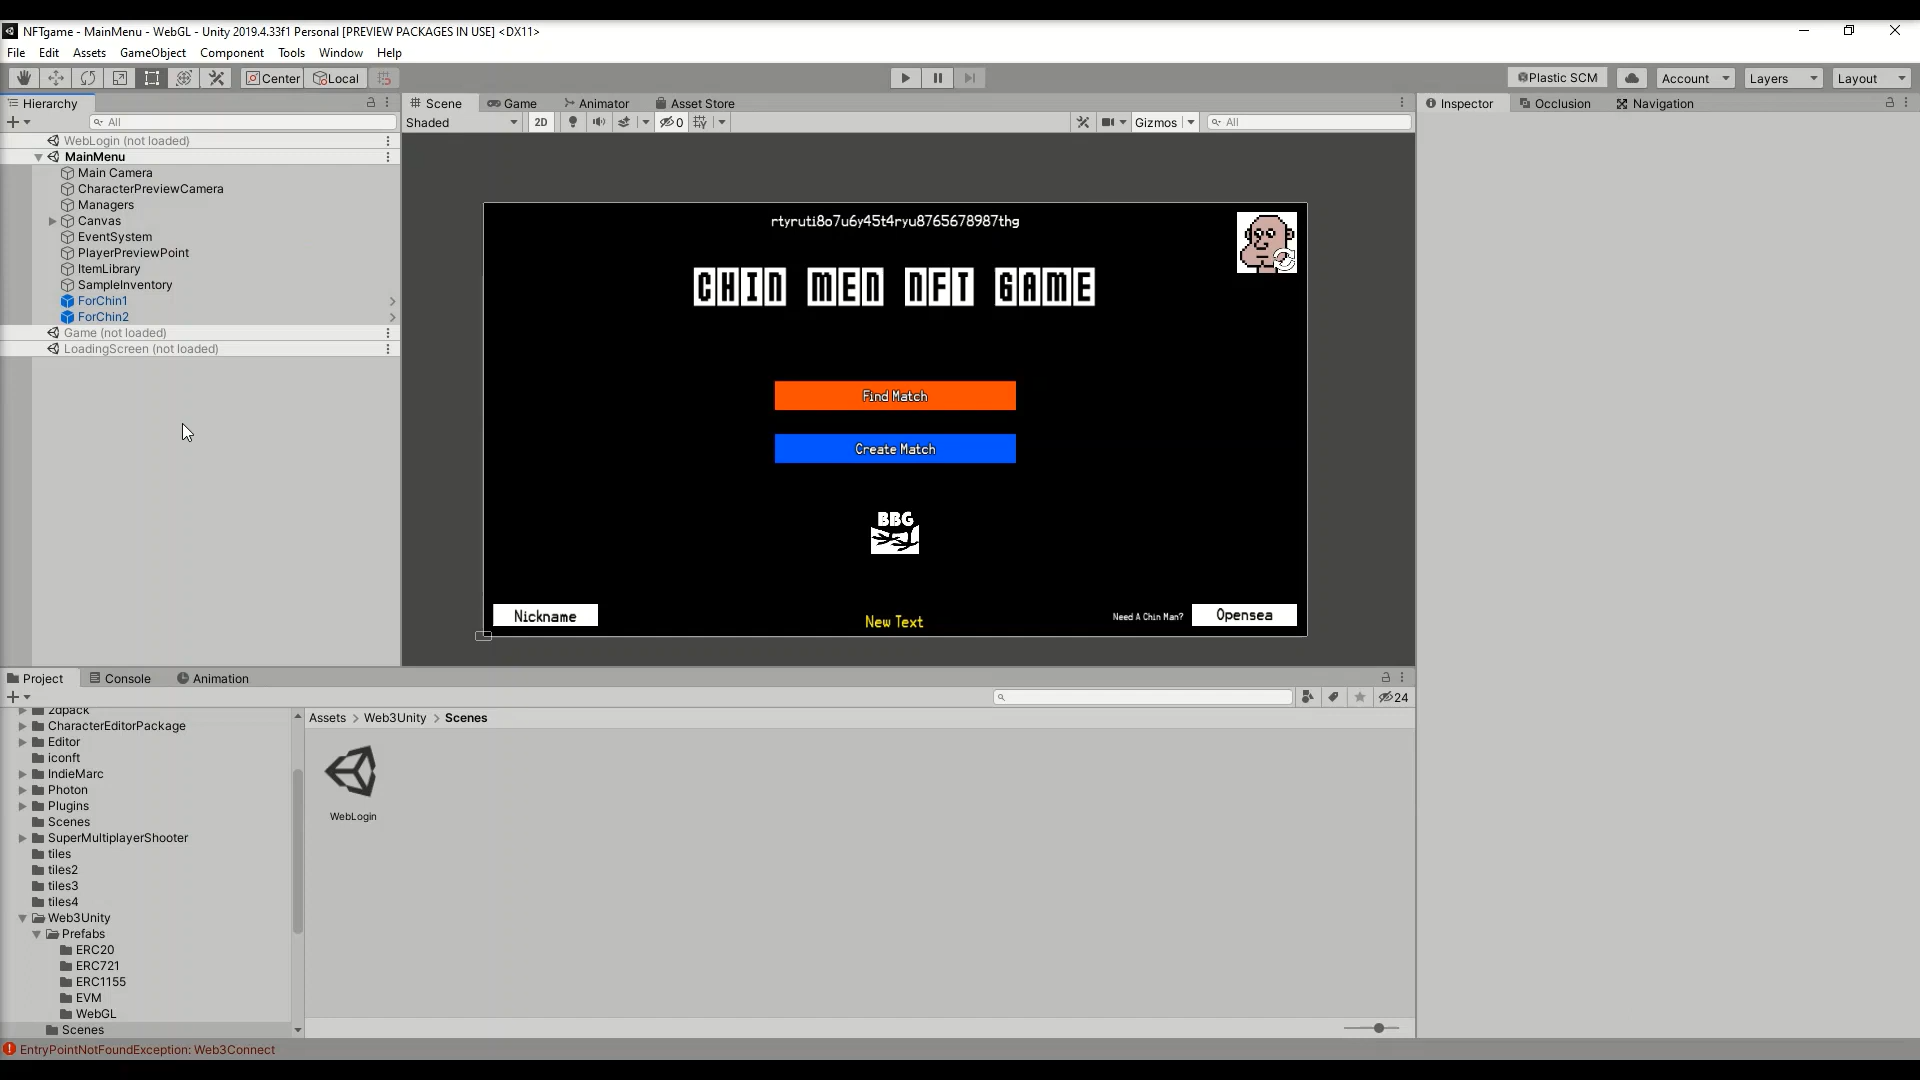 NFTgame - MainMenu - WebGL - Unity 2019.4.33f1 Personal [PREVIEW PACKAGES IN USE] <DX11>
File Edit Assets GameObject Component Tools Window Help
Center Local Plastic SCM Account Layers Layout
Hierarchy
All
WebLogin (not loaded)
MainMenu
Main Camera
CharacterPreviewCamera
Managers
Canvas
EventSystem
PlayerPreviewPoint
ItemLibrary
SampleInventory
ForChin1
ForChin2
Game (not loaded)
LoadingScreen (not loaded)
Scene Game Animator Asset Store
Shaded 2D 0 Gizmos All
rtyruti8o7u6y45t4ryu8765678987thg
CHIN MEN NFT GAME
Find Match
Create Match
BBG
Nickname
New Text
Need A Chin Man?
Opensea
Inspector Occlusion Navigation
Project Console Animation
24
2dpack
CharacterEditorPackage
Editor
iconft
IndieMarc
Photon
Plugins
Scenes
SuperMultiplayerShooter
tiles
tiles2
tiles3
tiles4
Web3Unity
Prefabs
ERC20
ERC721
ERC1155
EVM
WebGL
Scenes
Assets > Web3Unity > Scenes
WebLogin
EntryPointNotFoundException: Web3Connect